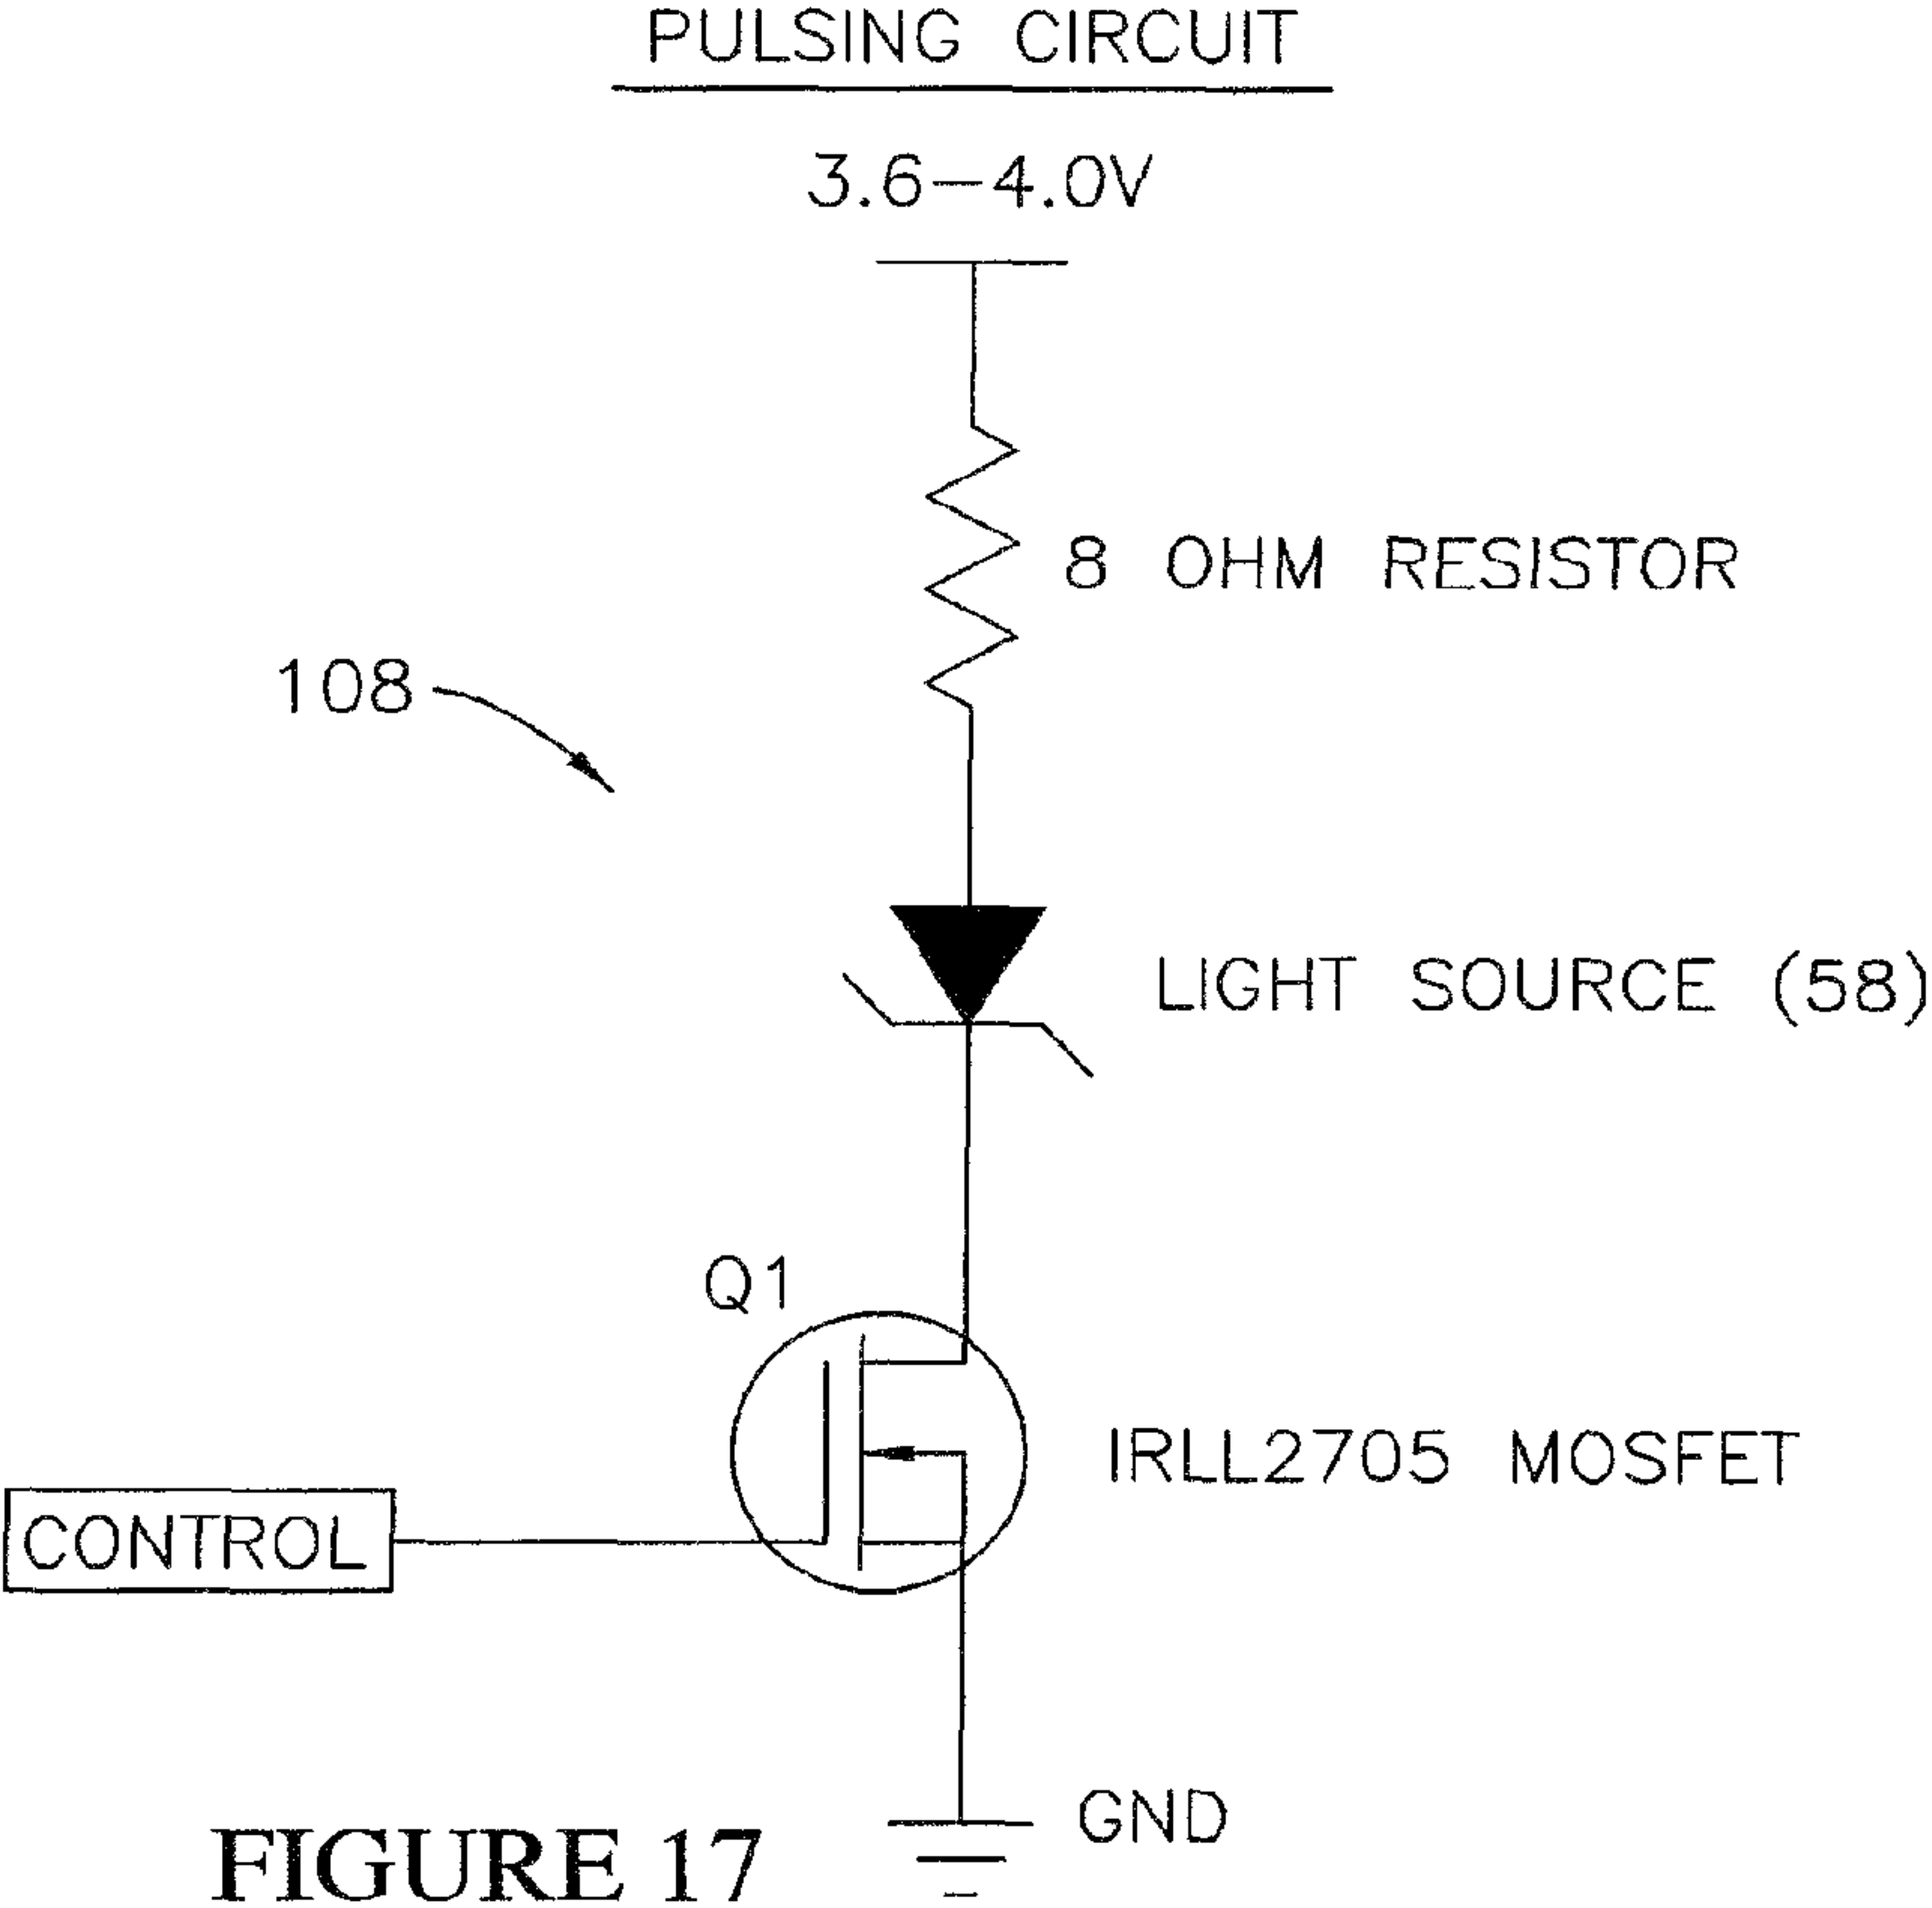 PULSING CIRCUIT
3.6-4.0V
8 OHM RESISTOR
108
LIGHT SOURCE (58)
Q1
IRLL2705 MOSFET
CONTROL
GND
FIGURE 17